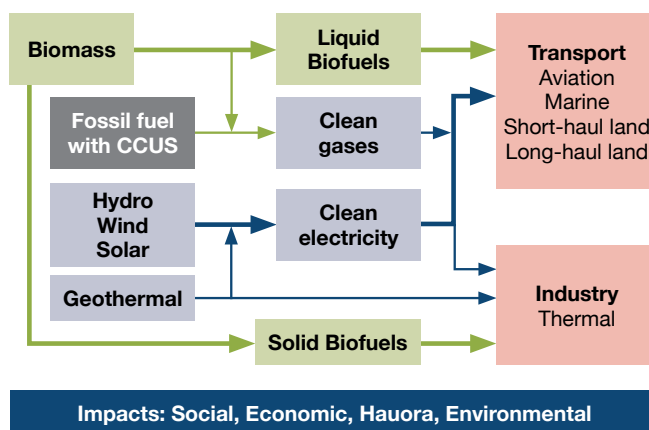 Biomass
Liquid
Biofuels
Transport
Aviation
Marine
Short-haul land
Long-haul land
Fossil fuel
with CCUS
Clean
gases
Hydro
Wind
Solar
Clean
electricity
Geothermal
Industry
Thermal
Solid Biofuels
Impacts: Social, Economic, Hauora, Environmental